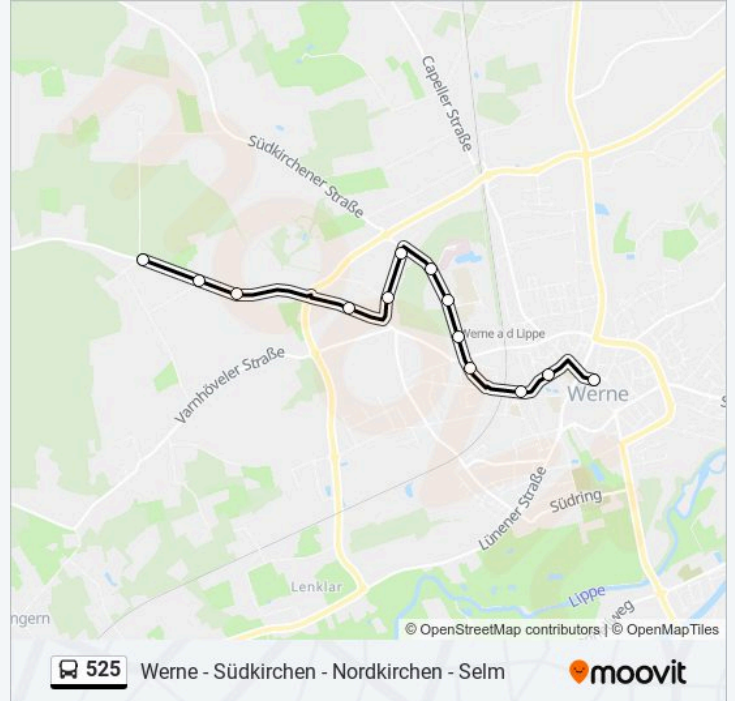 Capeller Straße
Südkirchener Straße
Werne a d Lippe
Varnhöveler Straße
Werne
Lünener Straße
Südring
Lenklar
Lippe
ngern
weg
© OpenStreetMap contributors | © OpenMapTiles
525 Werne - Südkirchen - Nordkirchen - Selm
moovit